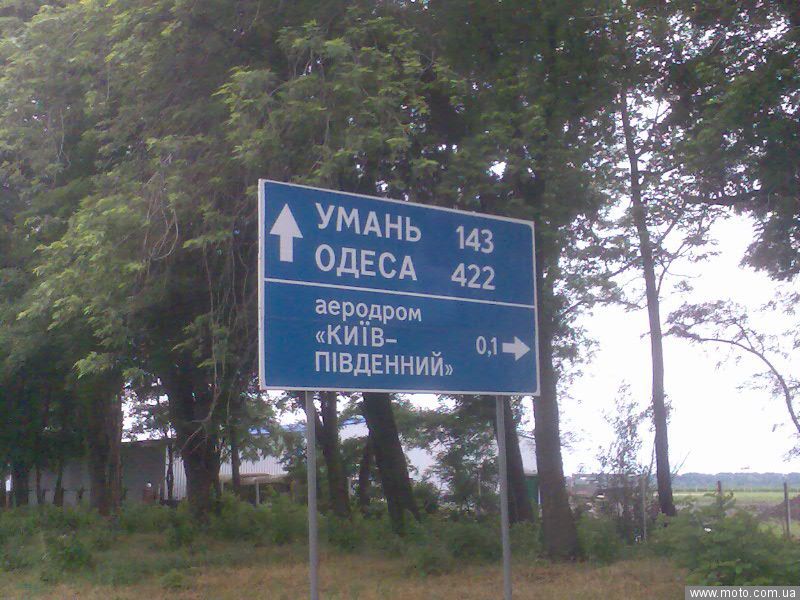 УМАНЬ 143
ОДЕСА 422
аеродром
«КИЇВ–
ПІВДЕННИЙ» 0,1
www.moto.com.ua